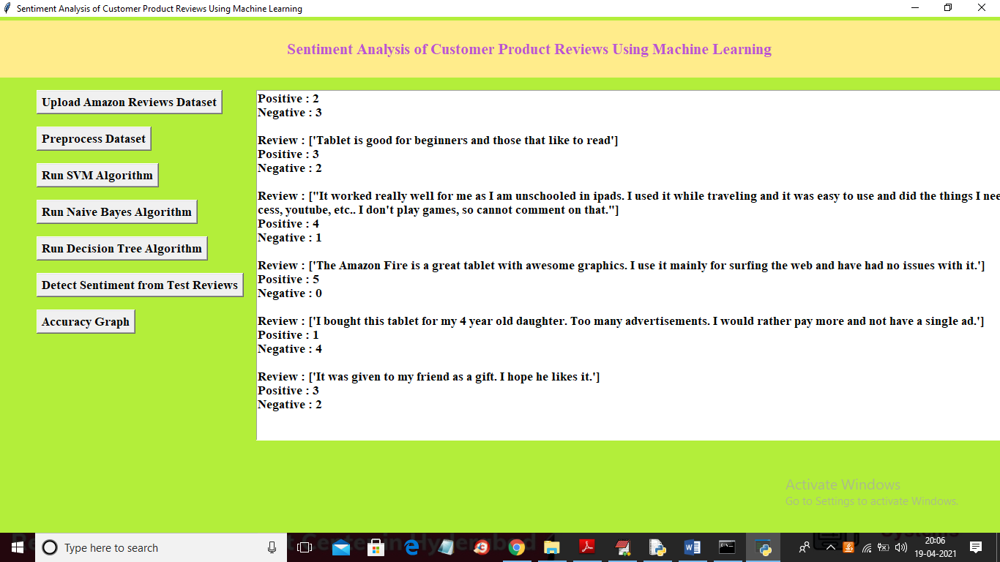 Sentiment Analysis of Customer Product Reviews Using Machine Learning
Sentiment Analysis of Customer Product Reviews Using Machine Learning
Upload Amazon Reviews Dataset
Preprocess Dataset
Run SVM Algorithm
Run Naive Bayes Algorithm
Run Decision Tree Algorithm
Detect Sentiment from Test Reviews
Accuracy Graph
Positive : 2
Negative : 3
Review : ['Tablet is good for beginners and those that like to read']
Positive : 3
Negative : 2
Review : ["It worked really well for me as I am unschooled in ipads. I used it while traveling and it was easy to use and did the things I nee
cess, youtube, etc.. I don't play games, so cannot comment on that."]
Positive : 4
Negative : 1
Review : ['The Amazon Fire is a great tablet with awesome graphics. I use it mainly for surfing the web and have had no issues with it.']
Positive : 5
Negative : 0
Review : ['I bought this tablet for my 4 year old daughter. Too many advertisements. I would rather pay more and not have a single ad.']
Positive : 1
Negative : 4
Review : ['It was given to my friend as a gift. I hope he likes it.']
Positive : 3
Negative : 2
Activate Windows
Go to Settings to activate Windows.
Type here to search
20:06
19-04-2021